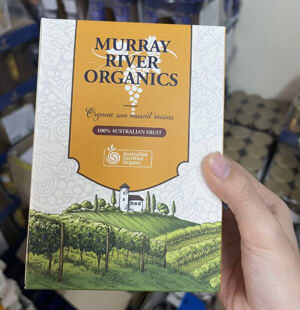 MURRAY
RIVER
ORGANICS
Organic sun muscat raisins
100% AUSTRALIAN FRUIT
Australian
Certified
Organic